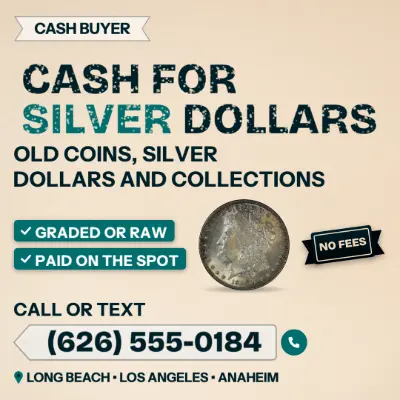 CASH BUYER
CASH FOR
SILVER DOLLARS
OLD COINS, SILVER
DOLLARS AND COLLECTIONS
GRADED OR RAW
PAID ON THE SPOT
NO FEES
CALL OR TEXT
(626) 555-0184
LONG BEACH • LOS ANGELES • ANAHEIM